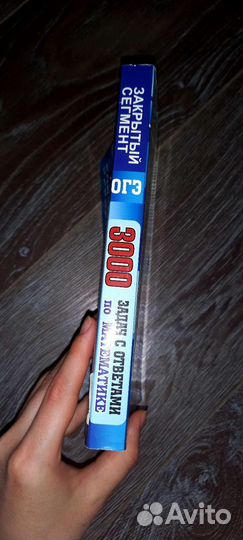 ЗАКРЫТЫЙ
СЕГМЕНТ
ОГЭ
3000
ЗАДАЧ С ОТВЕТАМИ
по МАТЕМАТИКЕ
Avito